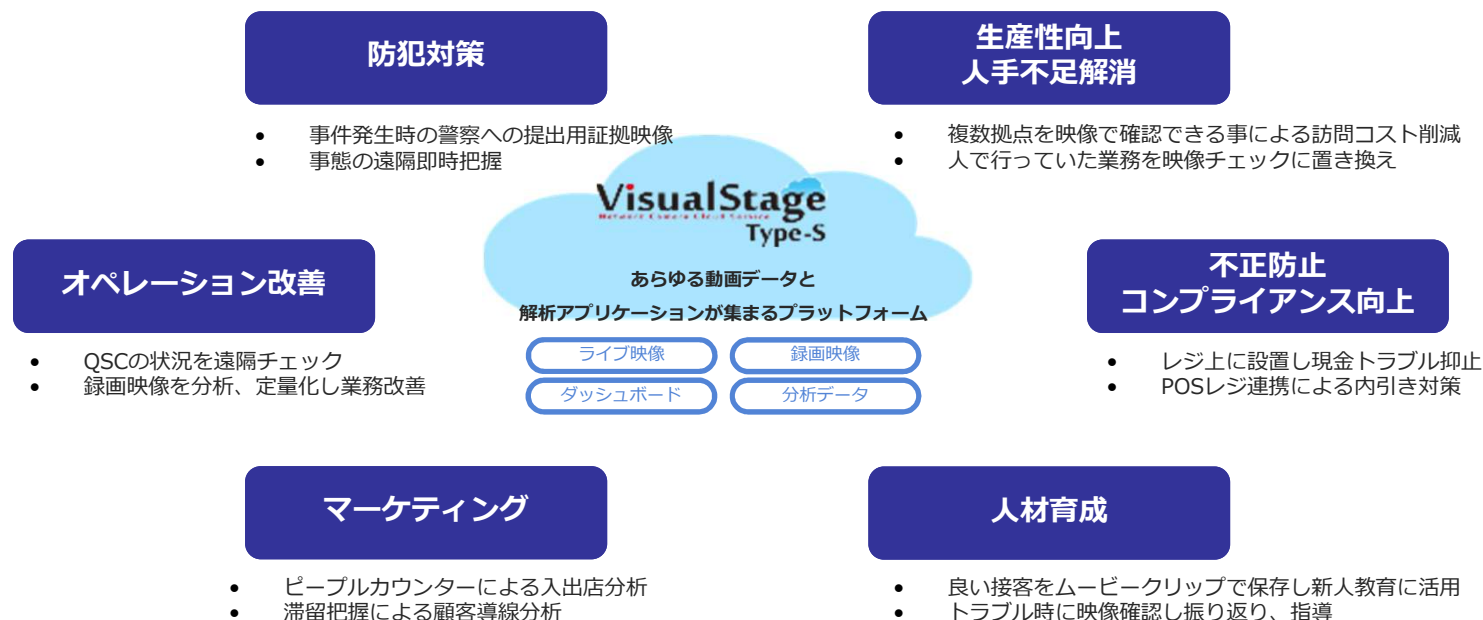 防犯対策
• 事件発生時の警察への提出用証拠映像
• 事態の遠隔即時把握
生産性向上
人手不足解消
• 複数拠点を映像で確認できる事による訪問コスト削減
• 人で行っていた業務を映像チェックに置き換え
VisualStage
Network Camera Cloud Service
Type-S
あらゆる動画データと
解析アプリケーションが集まるプラットフォーム
ライブ映像
録画映像
ダッシュボード
分析データ
オペレーション改善
• QSCの状況を遠隔チェック
• 録画映像を分析、定量化し業務改善
不正防止
コンプライアンス向上
• レジ上に設置し現金トラブル抑止
• POSレジ連携による内引き対策
マーケティング
• ピープルカウンターによる入出店分析
• 滞留把握による顧客導線分析
人材育成
• 良い接客をムービークリップで保存し新人教育に活用
• トラブル時に映像確認し振り返り、指導